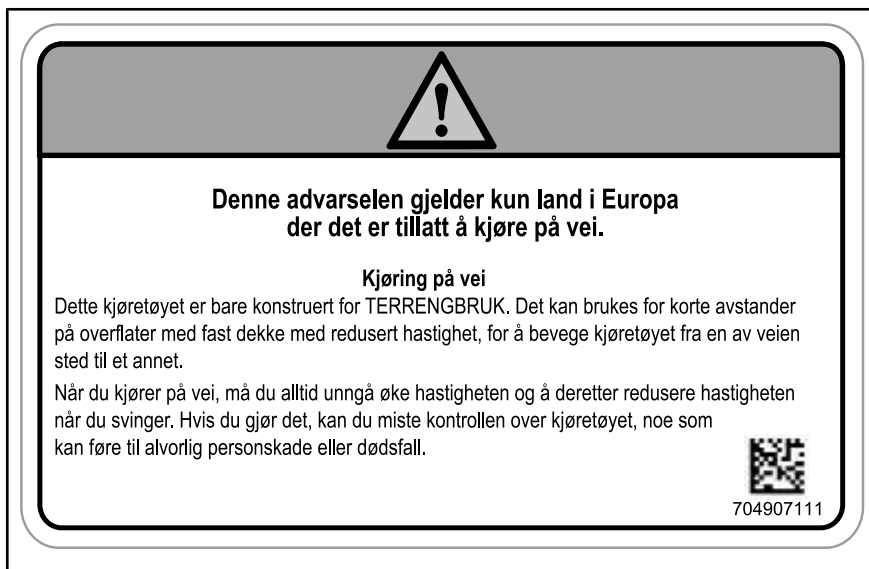 Denne advarselen gjelder kun land i Europa
der det er tillatt å kjøre på vei.
Kjøring på vei
Dette kjøretøyet er bare konstruert for TERRENGBRUK. Det kan brukes for korte avstander
på overflater med fast dekke med redusert hastighet, for å bevege kjøretøyet fra en av veien
sted til et annet.
Når du kjører på vei, må du alltid unngå øke hastigheten og å deretter redusere hastigheten
når du svinger. Hvis du gjør det, kan du miste kontrollen over kjøretøyet, noe som
kan føre til alvorlig personskade eller dødsfall.
704907111